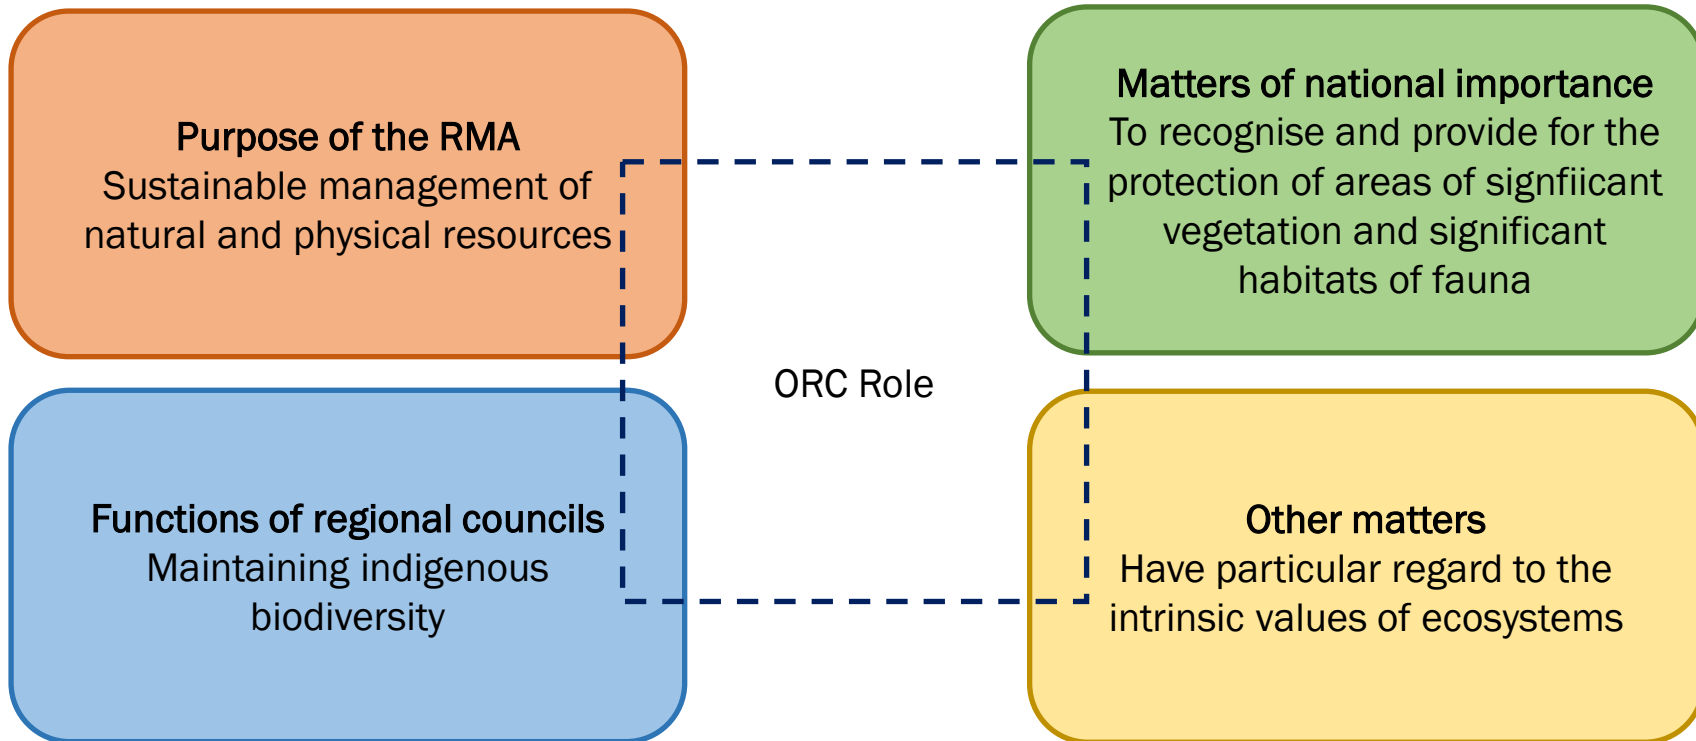 Purpose of the RMA
Sustainable management of
natural and physical resources
Matters of national importance
To recognise and provide for the
protection of areas of signfiicant
vegetation and significant
habitats of fauna
ORC Role
Functions of regional councils
Maintaining indigenous
biodiversity
Other matters
Have particular regard to the
intrinsic values of ecosystems